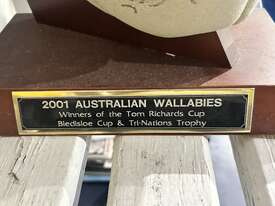 2001 AUSTRALIAN WALLABIES
Winners of the Tom Richards Cup
Bledisloe Cup & Tri-Nations Trophy